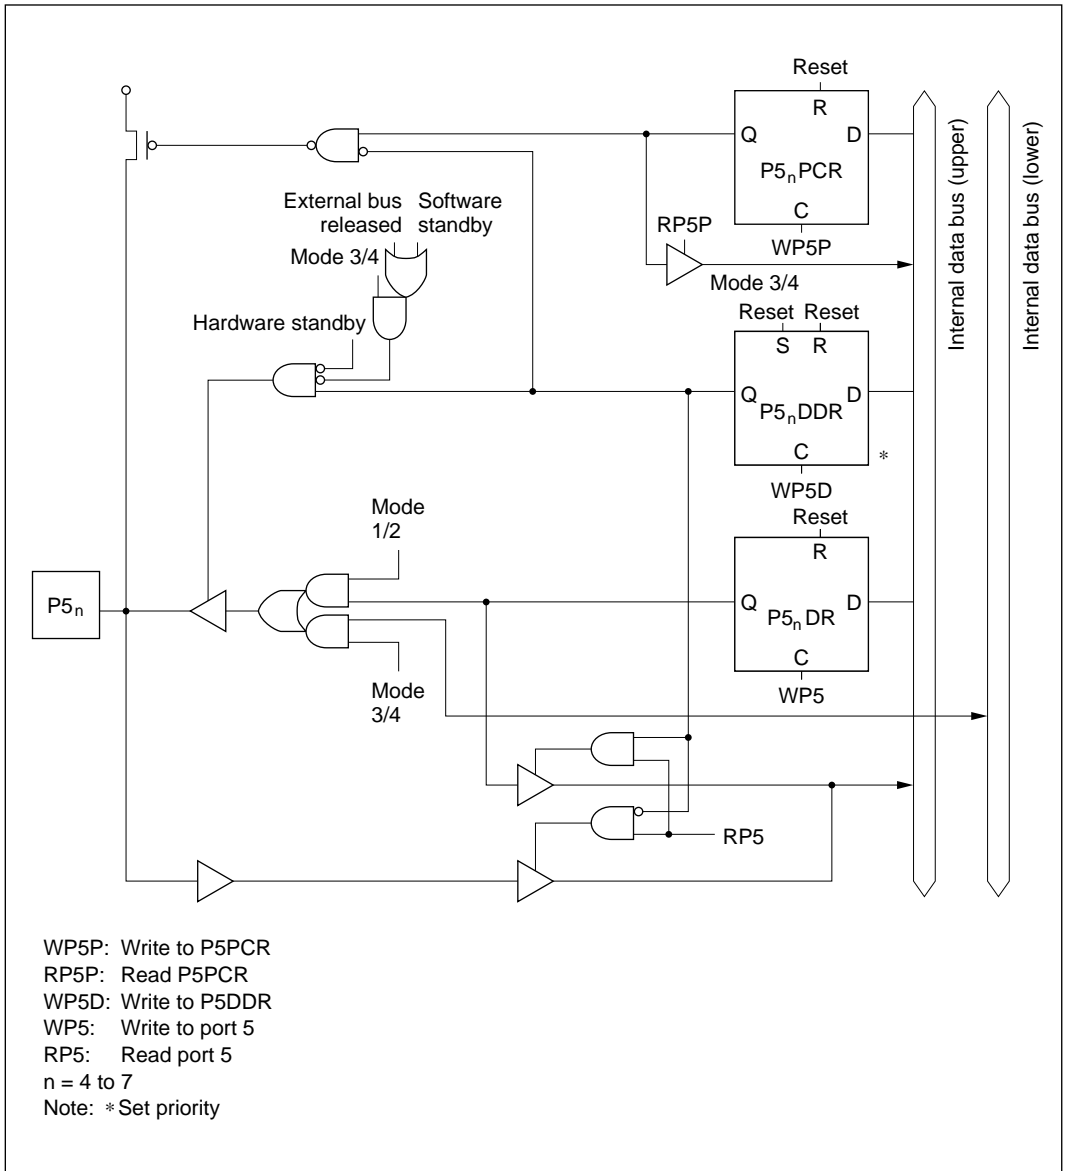 Reset
R
Q D
P5nPCR
C
WP5P
External bus released
Software standby
RP5P
Mode 3/4
Mode 3/4
Hardware standby
Reset Reset
S R
Q D
P5nDDR
C *
WP5D
Mode 1/2
Reset
R
P5n
Q D
P5n DR
C
Mode 3/4
WP5
RP5
Internal data bus (upper)
Internal data bus (lower)
WP5P: Write to P5PCR
RP5P: Read P5PCR
WP5D: Write to P5DDR
WP5: Write to port 5
RP5: Read port 5
n = 4 to 7
Note: * Set priority